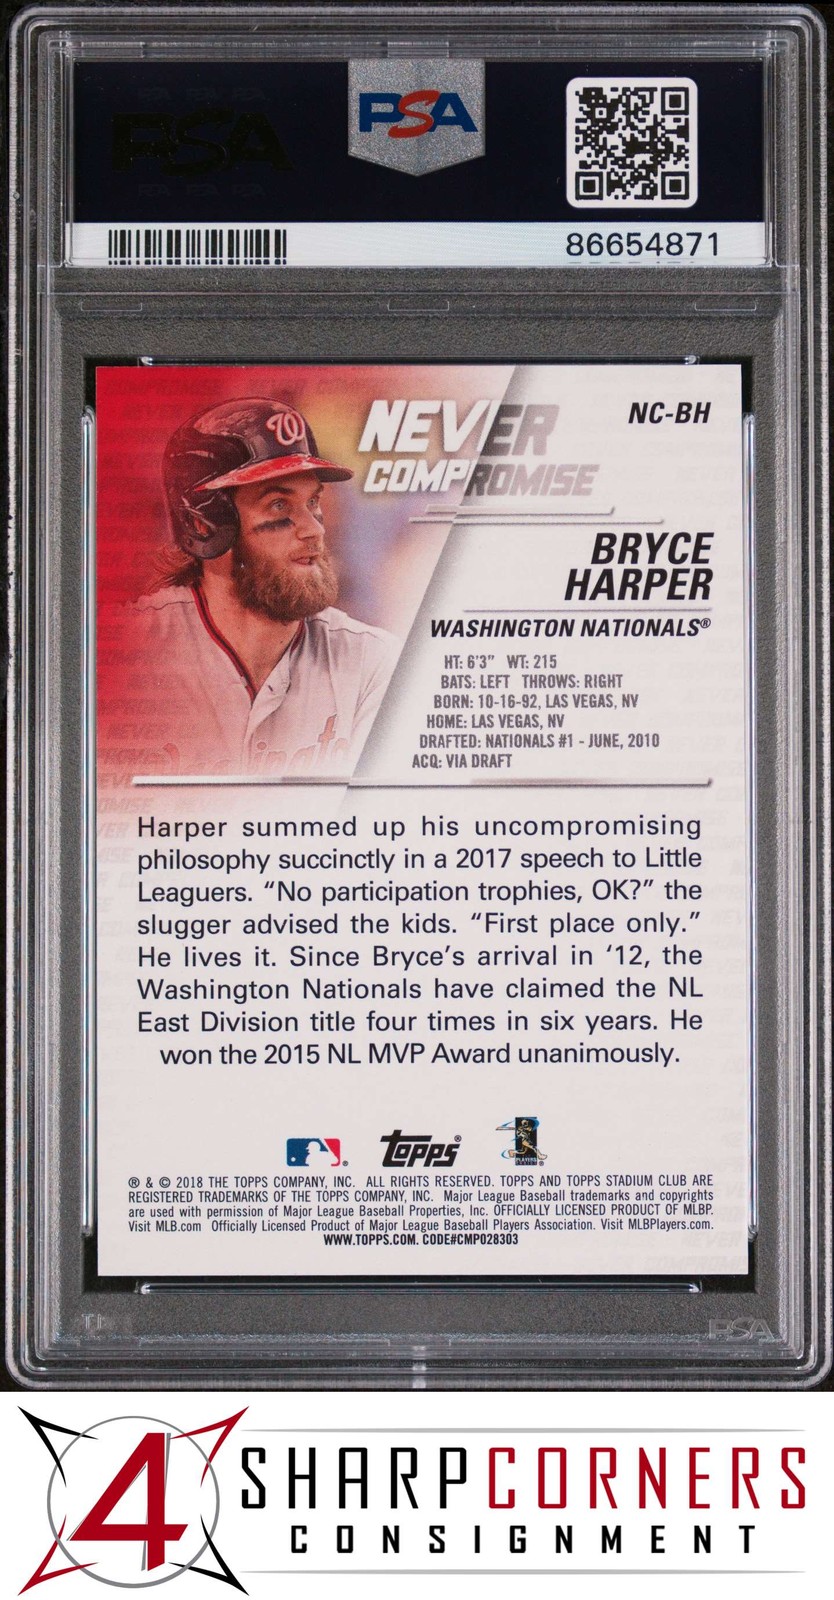 PSA
PSA
86654871
NEVER
COMPROMISE
NC-BH
BRYCE
HARPER
WASHINGTON NATIONALS®
HT: 6'3" WT: 215
BATS: LEFT THROWS: RIGHT
BORN: 10-16-92, LAS VEGAS, NV
HOME: LAS VEGAS, NV
DRAFTED: NATIONALS #1 - JUNE, 2010
ACQ: VIA DRAFT
Harper summed up his uncompromising
philosophy succinctly in a 2017 speech to Little
Leaguers. “No participation trophies, OK?” the
slugger advised the kids. “First place only.”
He lives it. Since Bryce’s arrival in ‘12, the
Washington Nationals have claimed the NL
East Division title four times in six years. He
won the 2015 NL MVP Award unanimously.
topps®
® & © 2018 THE TOPPS COMPANY, INC. ALL RIGHTS RESERVED. TOPPS AND TOPPS STADIUM CLUB ARE
REGISTERED TRADEMARKS OF THE TOPPS COMPANY, INC. Major League Baseball trademarks and copyrights
are used with permission of Major League Baseball Properties, Inc. OFFICIALLY LICENSED PRODUCT OF MLBP.
Visit MLB.com Officially Licensed Product of Major League Baseball Players Association. Visit MLBPlayers.com.
WWW.TOPPS.COM. CODE#CMP028303
PSA
4
SHARPCORNERS
CONSIGNMENT